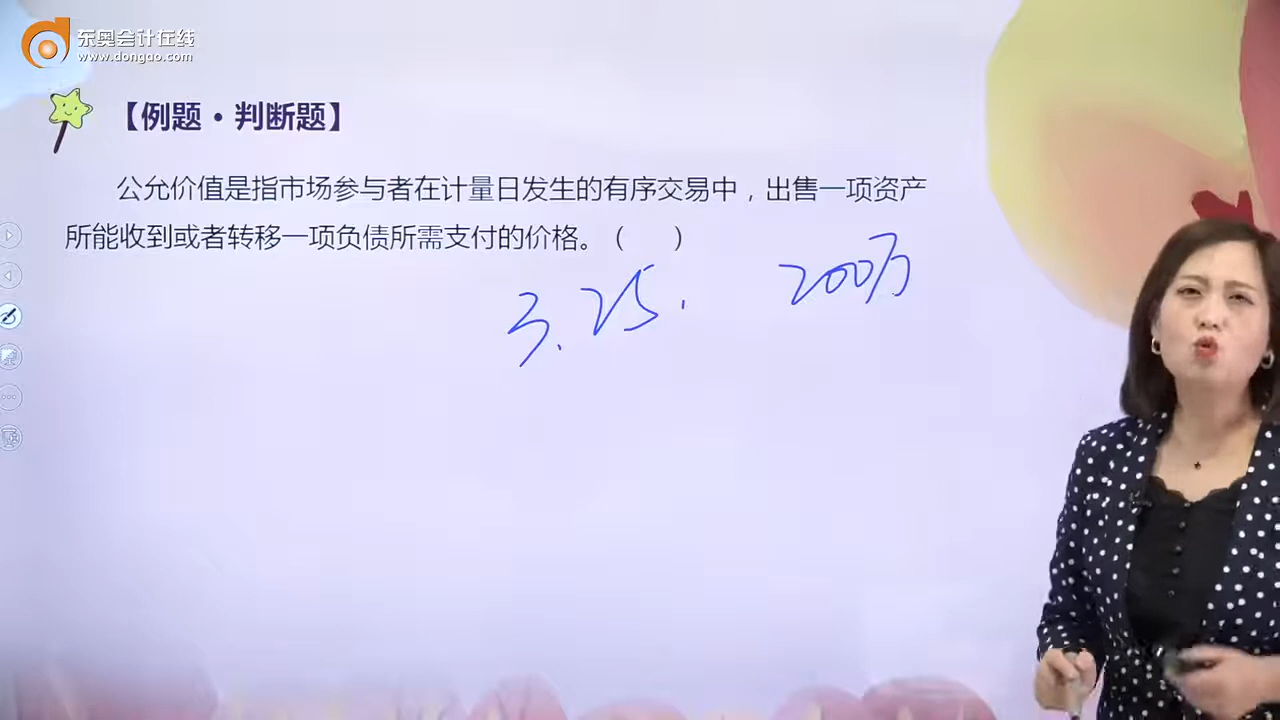 东奥会计在线
www.dongao.com
【例题·判断题】
公允价值是指市场参与者在计量日发生的有序交易中，出售一项资产
所能收到或者转移一项负债所需支付的价格。（ ）
3.25. 200万